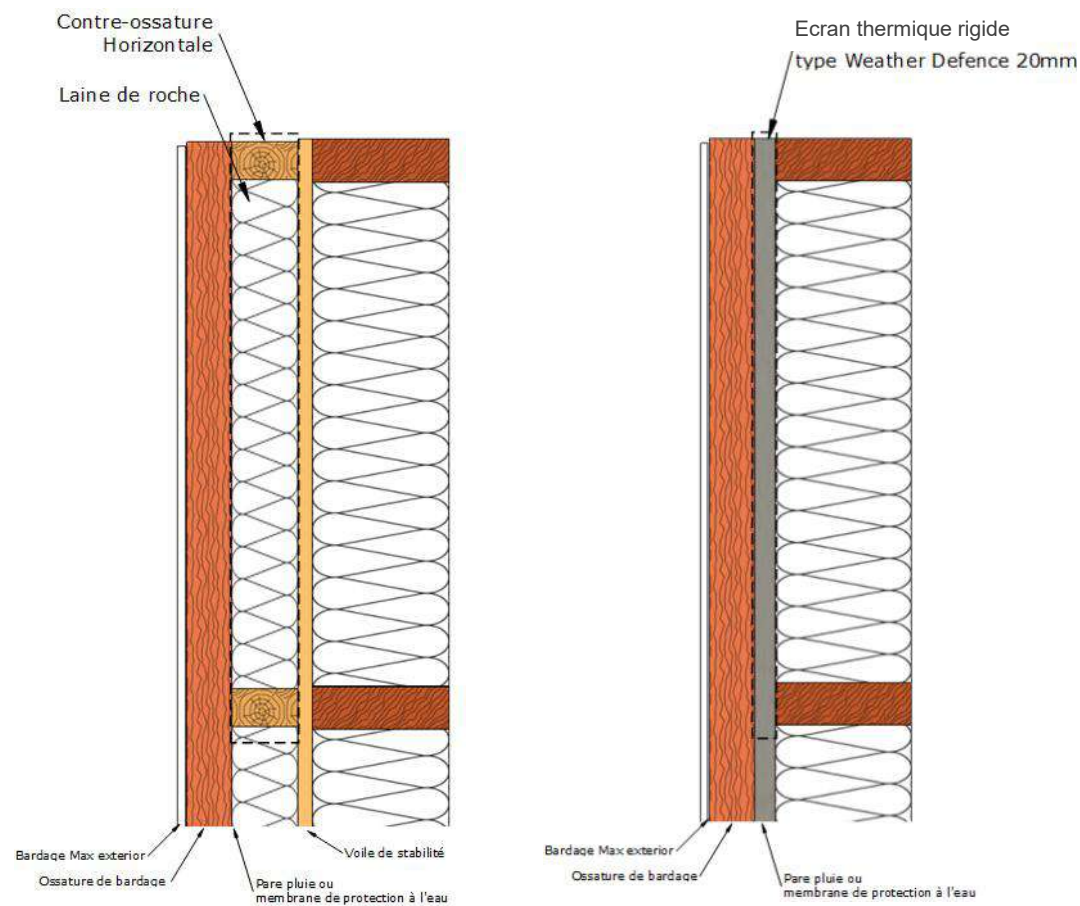 Contre-ossature
Horizontale
Laine de roche
Ecran thermique rigide
type Weather Defence 20mm
Bardage Max exterior
Ossature de bardage
Pare pluie ou
membrane de protection à l'eau
Voile de stabilité
Bardage Max exterior
Ossature de bardage
Pare pluie ou
membrane de protection à l'eau